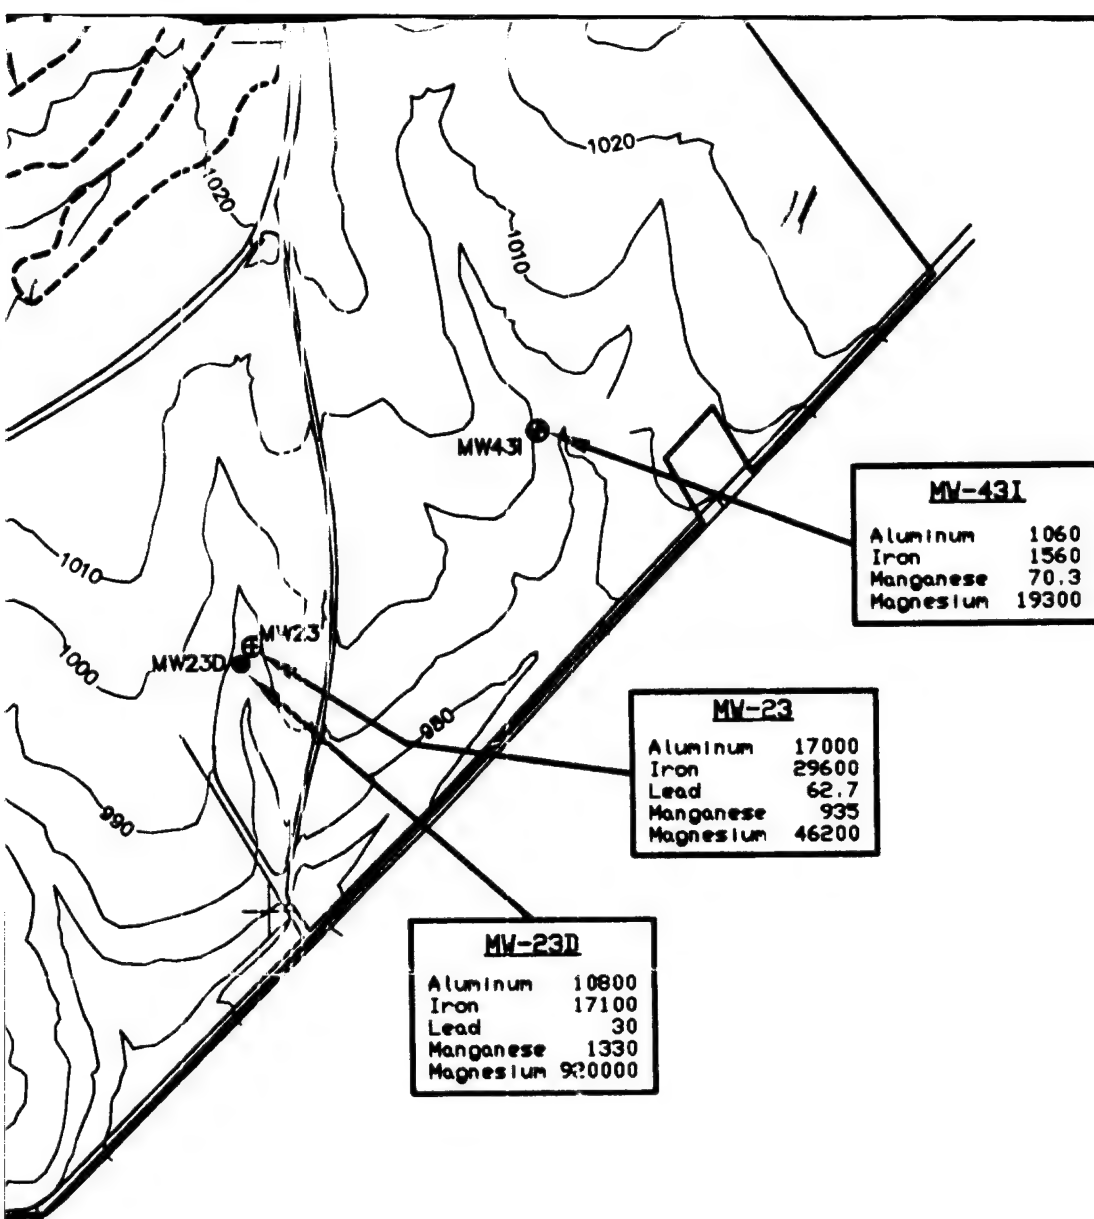 1020
1020
1010
MW43I
MW-43I
Aluminum 1060
Iron 1560
Manganese 70.3
Magnesium 19300
1010
1000
MW23
MW23D
980
MW-23
Aluminum 17000
Iron 29600
Lead 62.7
Manganese 935
Magnesium 46200
990
MW-23D
Aluminum 10800
Iron 17100
Lead 30
Manganese 1330
Magnesium